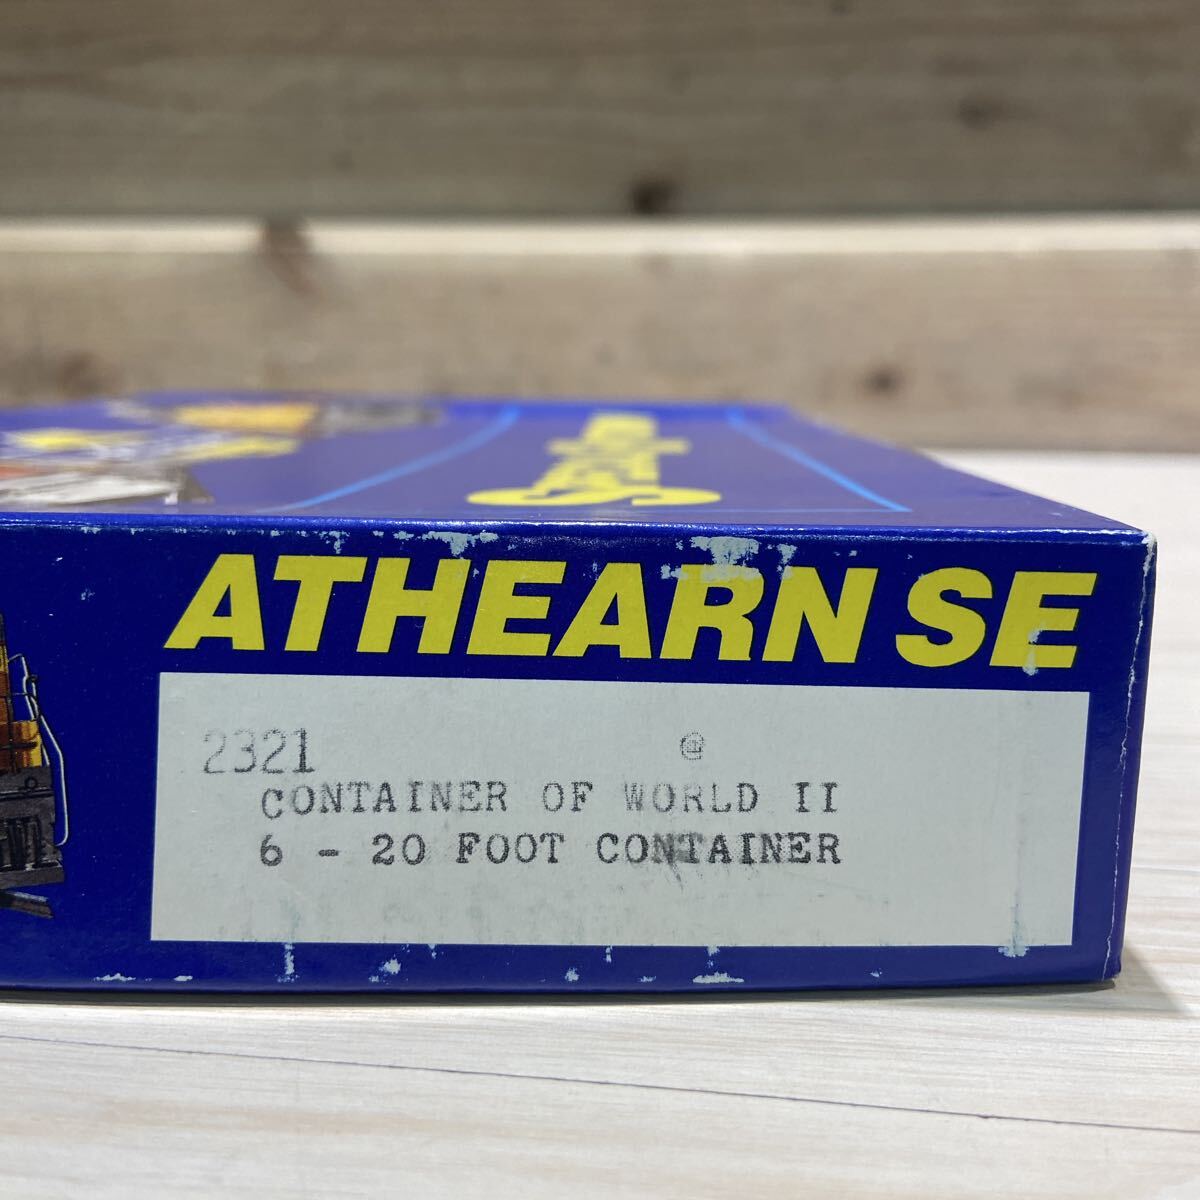 ATHEARN SE
2321 @
CONTAINER OF WORLD II
6 - 20 FOOT CONTAINER